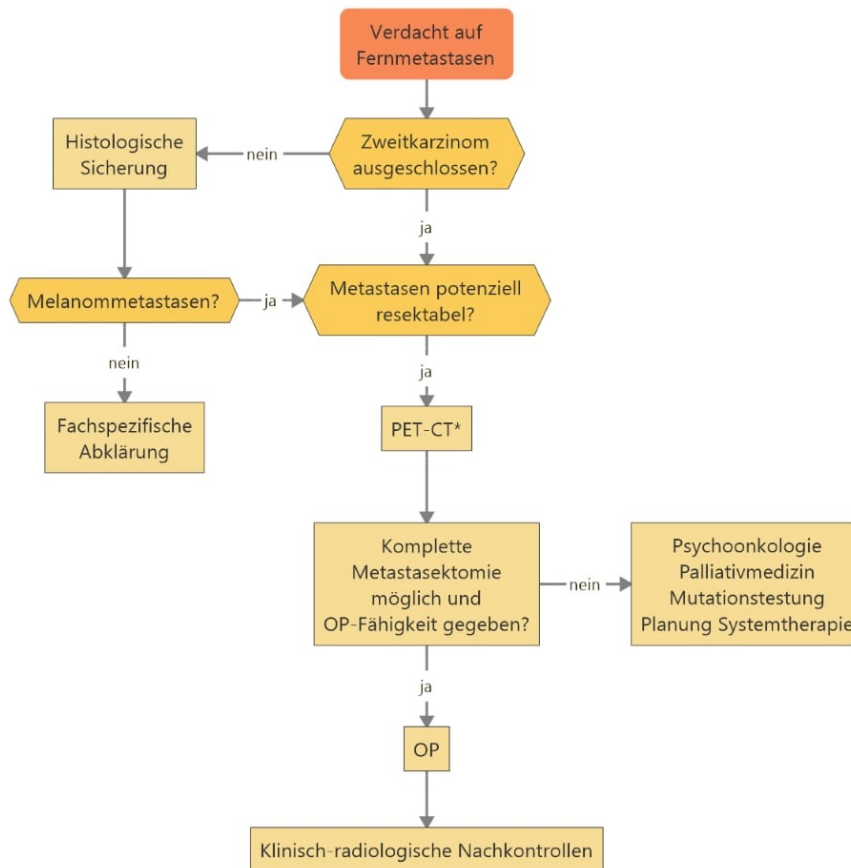 Verdacht auf
Fernmetastasen
Zweitkarzinom
ausgeschlossen?
nein
Histologische
Sicherung
ja
Melanommetastasen?
ja
Metastasen potenziell
resektabel?
nein
ja
Fachspezifische
Abklärung
PET-CT*
Komplette
Metastasektomie
möglich und
OP-Fähigkeit gegeben?
nein
Psychoonkologie
Palliativmedizin
Mutationstestung
Planung Systemtherapie
ja
OP
Klinisch-radiologische Nachkontrollen